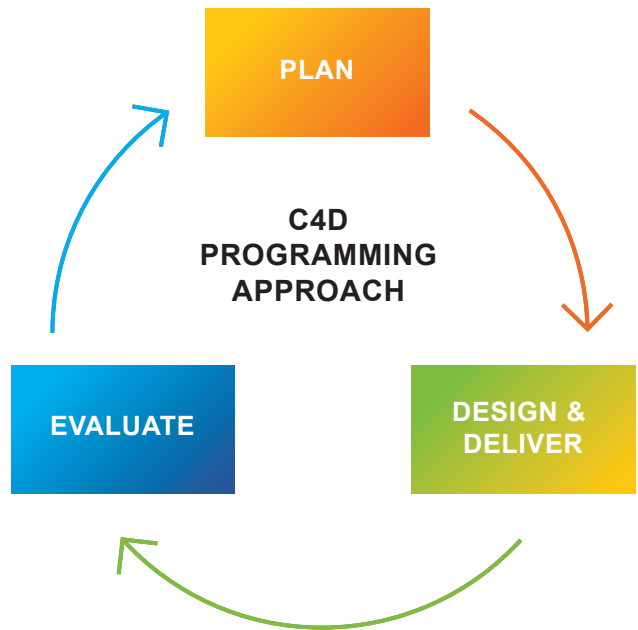 PLAN
C4D
PROGRAMMING
APPROACH
EVALUATE
DESIGN &
DELIVER